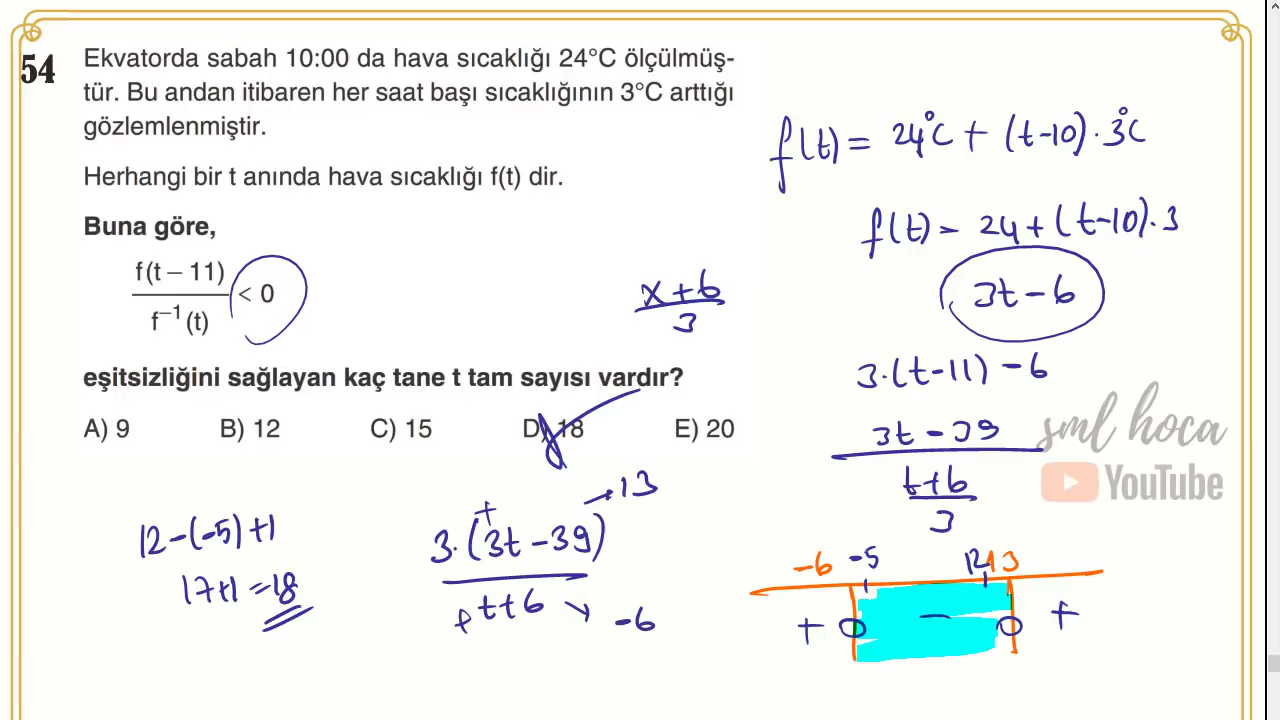 54
Ekvatorda sabah 10:00 da hava sıcaklığı 24°C ölçülmüş-
tür. Bu andan itibaren her saat başı sıcaklığının 3°C arttığı
gözlemlenmiştir.
Herhangi bir t anında hava sıcaklığı f(t) dir.
Buna göre,
f(t – 11)
< 0
f⁻¹(t)
eşitsizliğini sağlayan kaç tane t tam sayısı vardır?
A) 9 B) 12 C) 15 D) 18 E) 20
x+6
3
f(t) = 24°C + (t-10) · 3°C
f(t) = 24 + (t-10) · 3
3t - 6
3·(t-11) - 6
3t - 39
t+6
3
sml hoca
YouTube
12-(-5)+1
17+1=18
+
3·(3t-39) → 13
+ t+6 → -6
-6 -5 12 13
+ - +